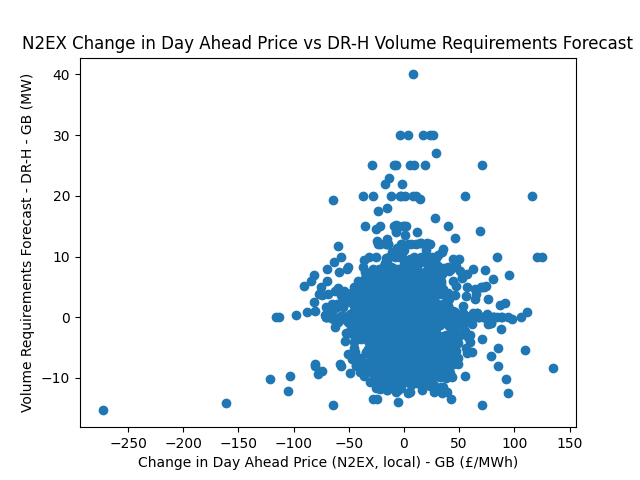 N2EX Change in Day Ahead Price vs DR-H Volume Requirements Forecast
Volume Requirements Forecast - DR-H - GB (MW)
40
30
20
10
0
−10
−250 −200 −150 −100 −50 0 50 100 150
Change in Day Ahead Price (N2EX, local) - GB (£/MWh)